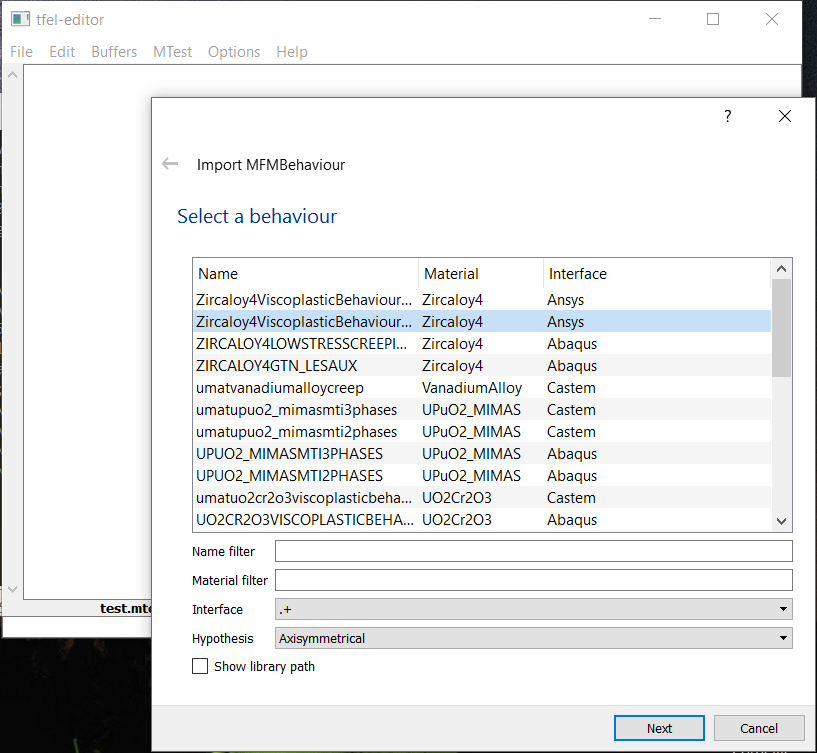 tfel-editor
File Edit Buffers MTest Options Help
?
Import MFMBehaviour
Select a behaviour
Name Material Interface
Zircaloy4ViscoplasticBehaviour... Zircaloy4 Ansys
Zircaloy4ViscoplasticBehaviour... Zircaloy4 Ansys
ZIRCALOY4LOWSTRESSCREEPI... Zircaloy4 Abaqus
ZIRCALOY4GTN_LESAUX Zircaloy4 Abaqus
umatvanadiumalloycreep VanadiumAlloy Castem
umatupuo2_mimasmti3phases UPuO2_MIMAS Castem
umatupuo2_mimasmti2phases UPuO2_MIMAS Castem
UPUO2_MIMASMTI3PHASES UPuO2_MIMAS Abaqus
UPUO2_MIMASMTI2PHASES UPuO2_MIMAS Abaqus
umatuo2cr2o3viscoplasticbeha... UO2Cr2O3 Castem
UO2CR2O3VISCOPLASTICBEHA... UO2Cr2O3 Abaqus
Name filter
Material filter
Interface .+
test.mt
Hypothesis Axisymmetrical
Show library path
Next Cancel